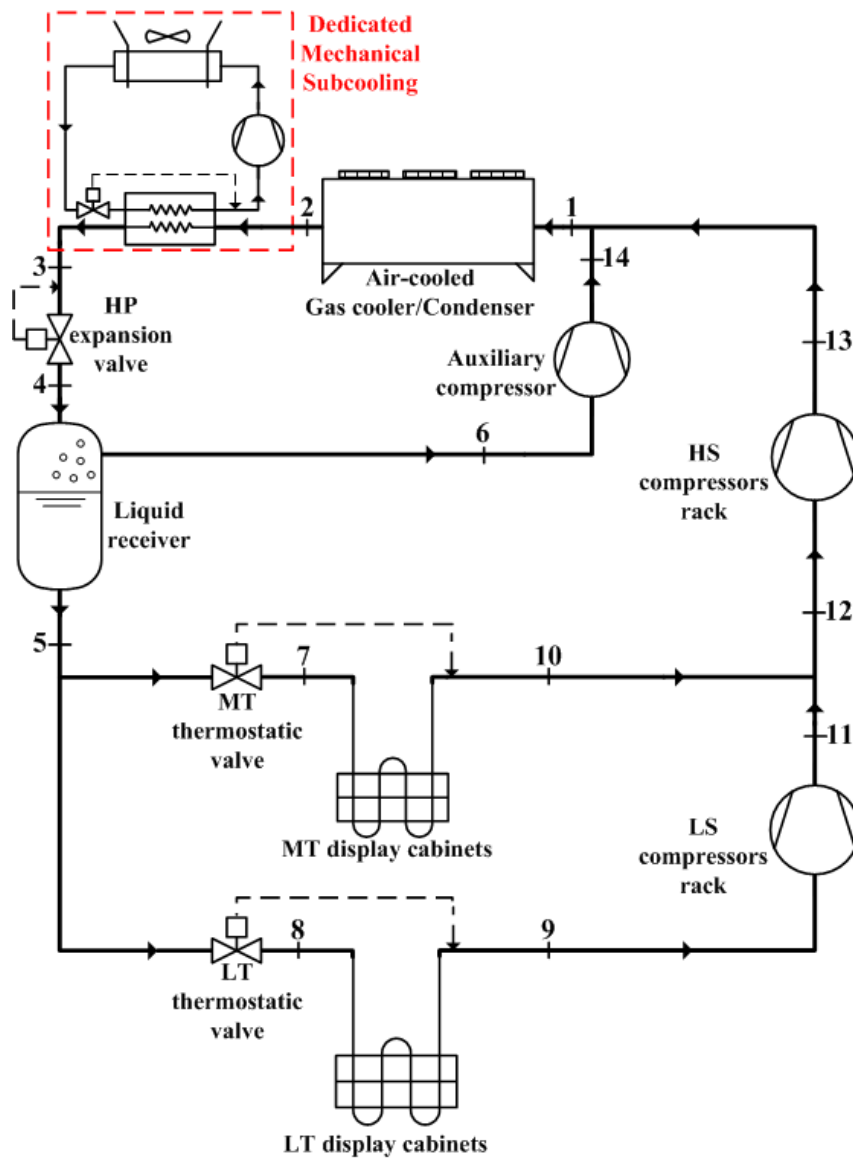 Dedicated
Mechanical
Subcooling
2
1
14
Air-cooled
Gas cooler/Condenser
3
HP
expansion
valve
4
Auxiliary
compressor
13
6
HS
compressors
rack
Liquid
receiver
12
5
7
10
MT
thermostatic
valve
11
MT display cabinets
LS
compressors
rack
8
9
LT
thermostatic
valve
LT display cabinets